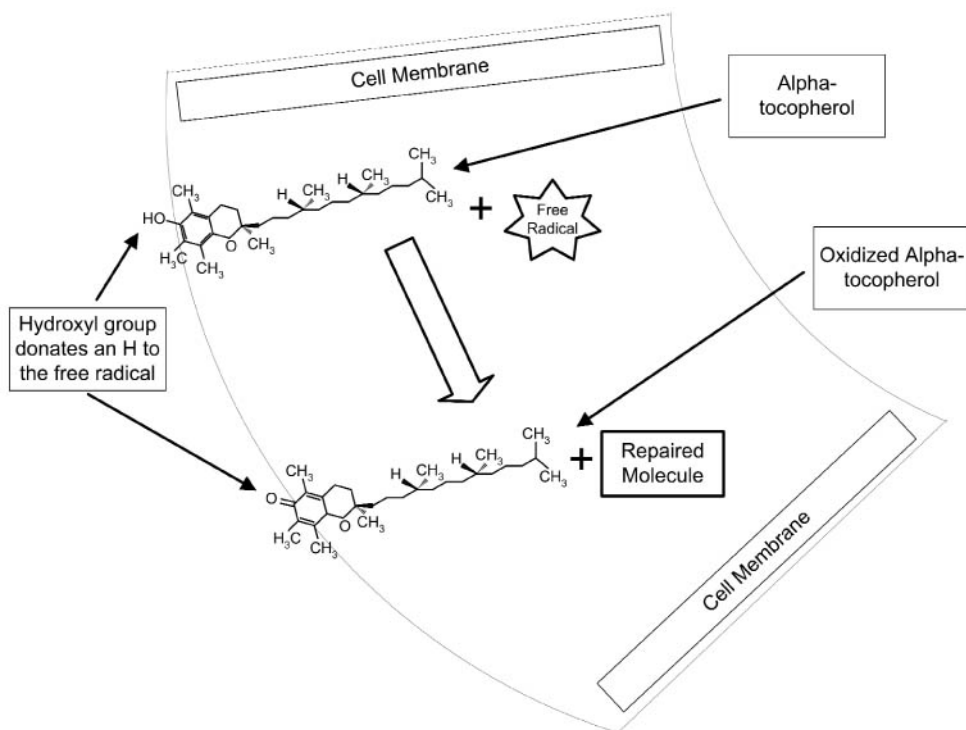 Cell Membrane
Alpha-
tocopherol
CH₃
H
CH₃
H
CH₃
CH₃
CH₃
HO
O
CH₃
H₃C
CH₃
+
Free
Radical
Oxidized Alpha-
tocopherol
Hydroxyl group
donates an H to
the free radical
CH₃
H
CH₃
H
CH₃
CH₃
CH₃
O
O
CH₃
H₃C
CH₃
+
Repaired
Molecule
Cell Membrane